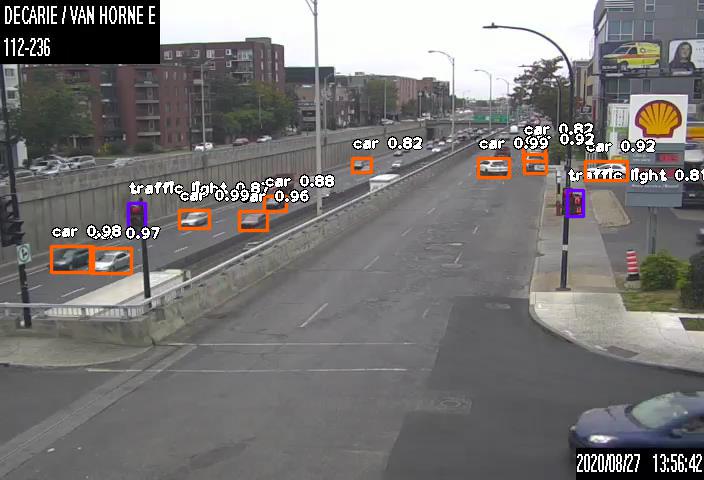 DECARIE / VAN HORNE E
112-236
car 0.82
car 0.82
car 0.99
0.92
car 0.92
traffic light 0.87
car 0.88
traffic light 0.81
car 0.99
car 0.96
car 0.98
0.97
2020/08/27 13:56:42